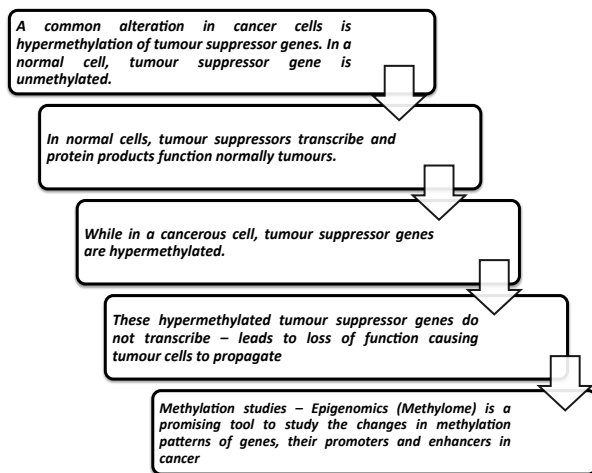 A common alteration in cancer cells is
hypermethylation of tumour suppressor genes. In a
normal cell, tumour suppressor gene is
unmethylated.
In normal cells, tumour suppressors transcribe and
protein products function normally tumours.
While in a cancerous cell, tumour suppressor genes
are hypermethylated.
These hypermethylated tumour suppressor genes do
not transcribe – leads to loss of function causing
tumour cells to propagate
Methylation studies – Epigenomics (Methylome) is a
promising tool to study the changes in methylation
patterns of genes, their promoters and enhancers in
cancer